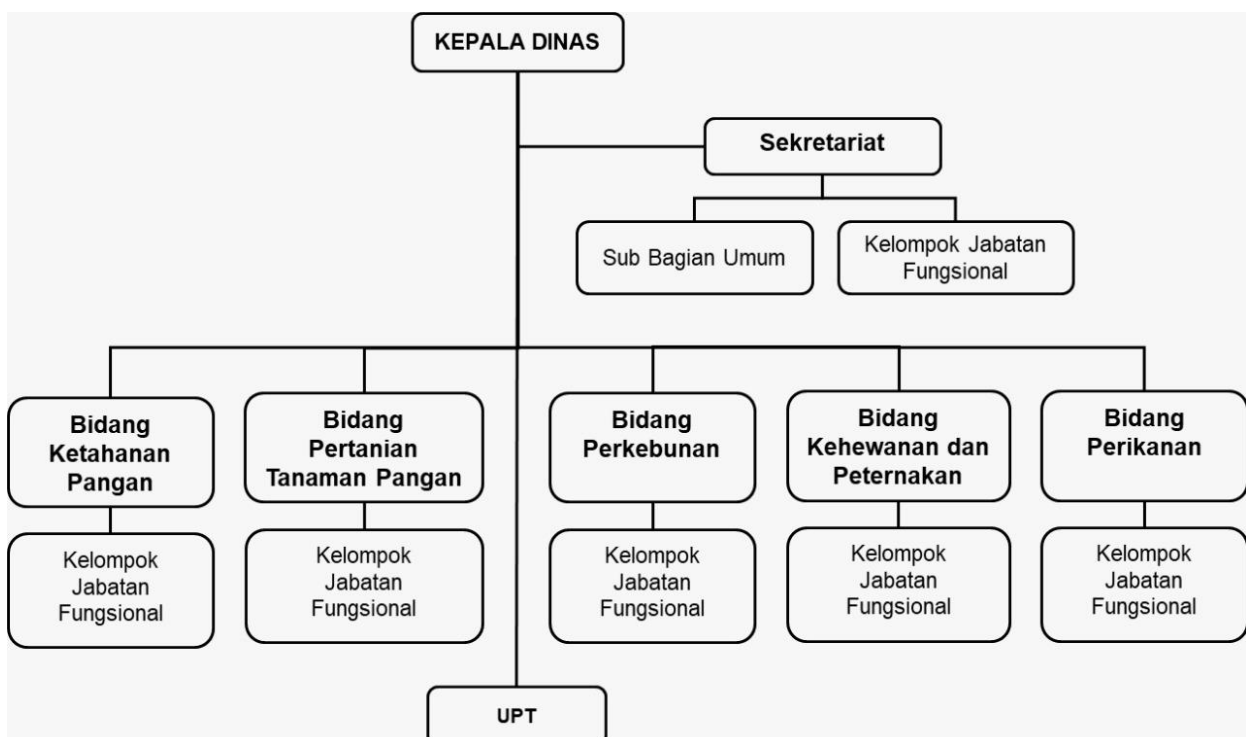 KEPALA DINAS
Sekretariat
Sub Bagian Umum
Kelompok Jabatan
Fungsional
Bidang
Ketahanan
Pangan
Bidang
Pertanian
Tanaman Pangan
Bidang
Perkebunan
Bidang
Kehewanan dan
Peternakan
Bidang
Perikanan
Kelompok
Jabatan
Fungsional
Kelompok
Jabatan
Fungsional
Kelompok
Jabatan
Fungsional
Kelompok
Jabatan
Fungsional
Kelompok
Jabatan
Fungsional
UPT